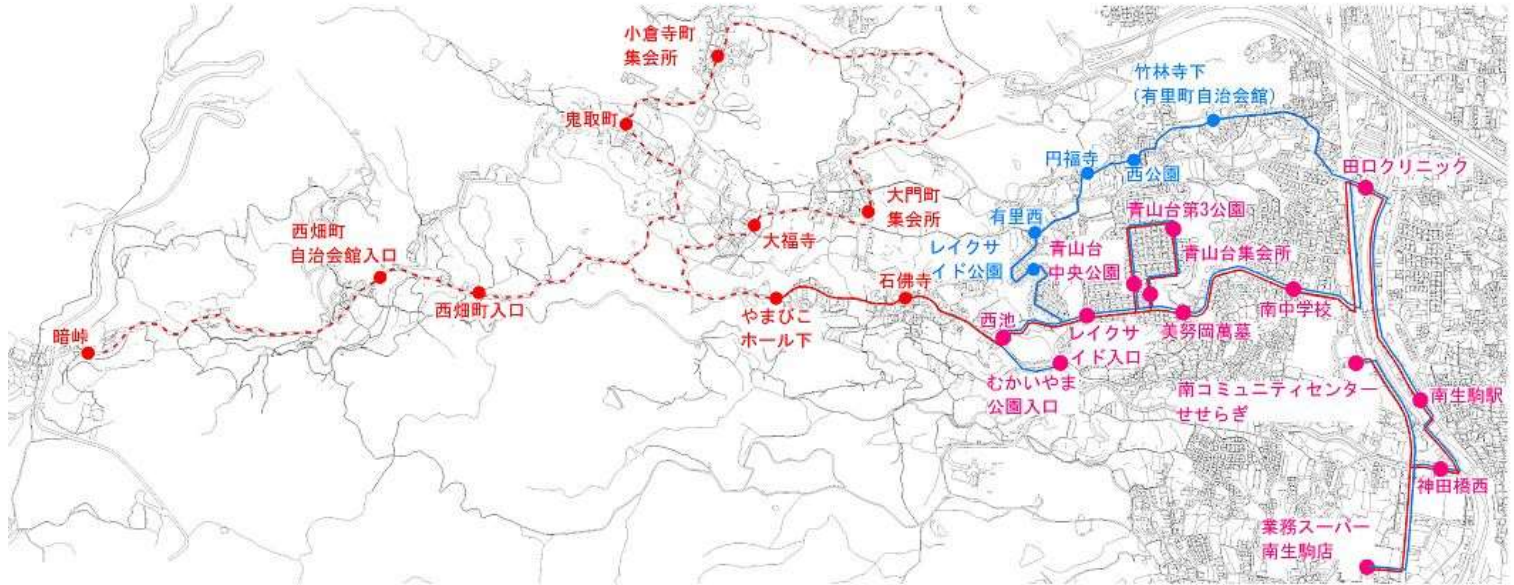 小倉寺町
集会所
鬼取町
西畑町
自治会館入口
西畑町入口
暗峠
大福寺
大門町
集会所
やまびこ
ホール下
石佛寺
竹林寺下
(有里町自治会館)
円福寺
西公園
有里西
レイクサ
イド公園
田口クリニック
青山台第3公園
青山台
中央公園
青山台集会所
西池
レイクサ
イド入口
美努岡萬墓
南中学校
むかいやま
公園入口
南コミュニティセンター
せせらぎ
南生駒駅
神田橋西
業務スーパー
南生駒店